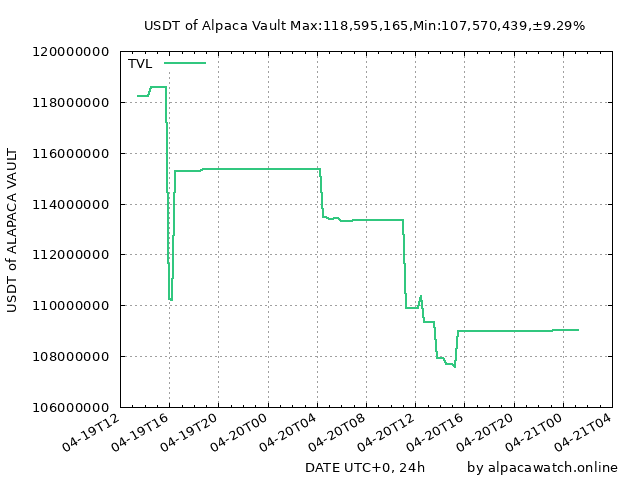 USDT of Alpaca Vault Max:118,595,165,Min:107,570,439,±9.29%
TVL
120000000
118000000
116000000
114000000
112000000
110000000
108000000
106000000
USDT of ALAPACA VAULT
04-19T12
04-19T16
04-19T20
04-20T00
04-20T04
04-20T08
04-20T12
04-20T16
04-20T20
04-21T00
04-21T04
DATE UTC+0, 24h
by alpacawatch.online